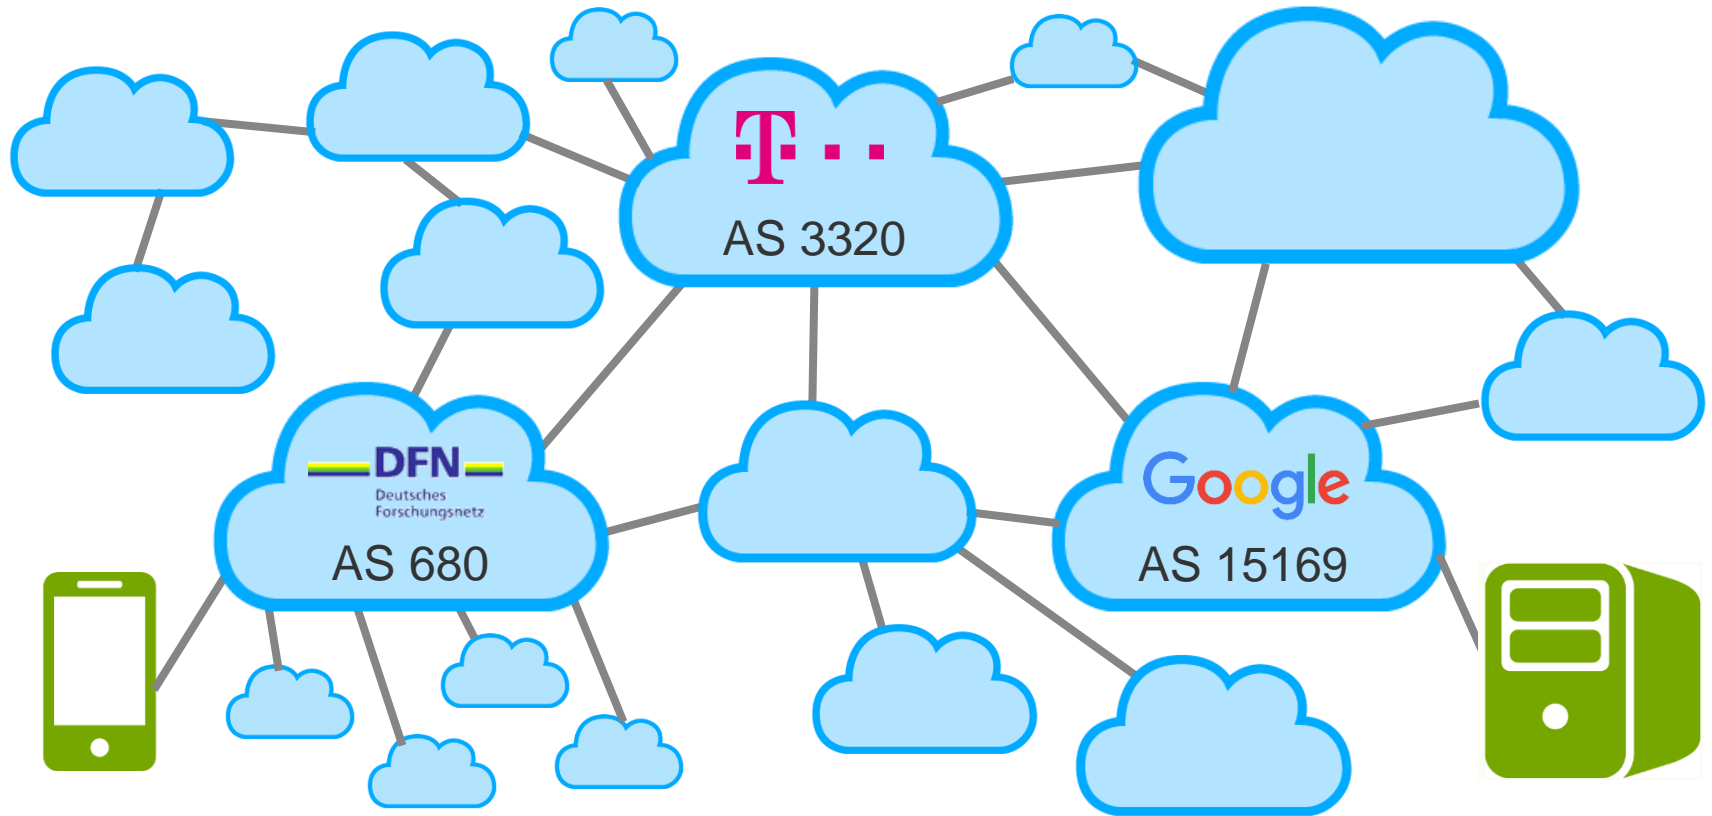 T
AS 3320
DFN
Deutsches
Forschungsnetz
AS 680
Google
AS 15169